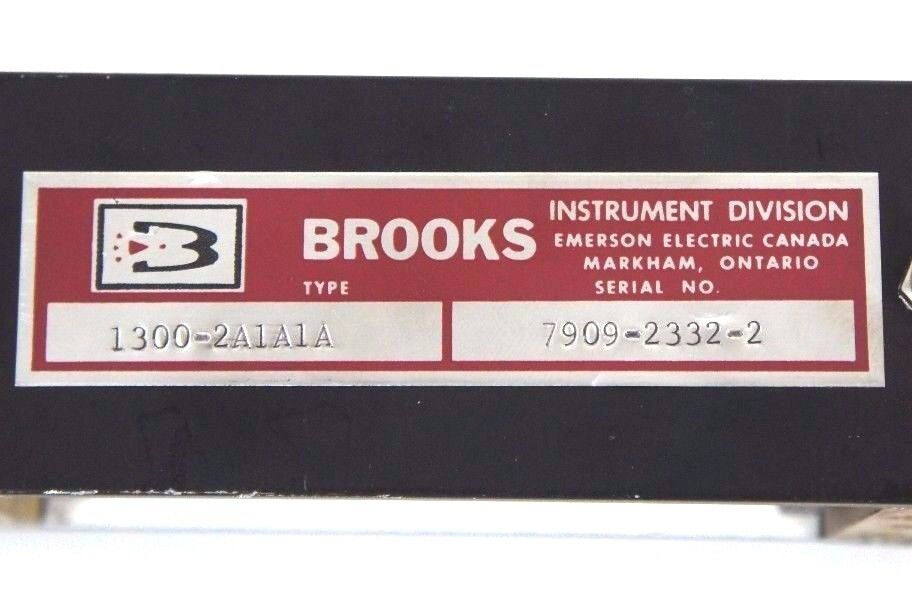 B
BROOKS
INSTRUMENT DIVISION
EMERSON ELECTRIC CANADA
MARKHAM, ONTARIO
TYPE
SERIAL NO.
1300-2A1A1A
7909-2332-2